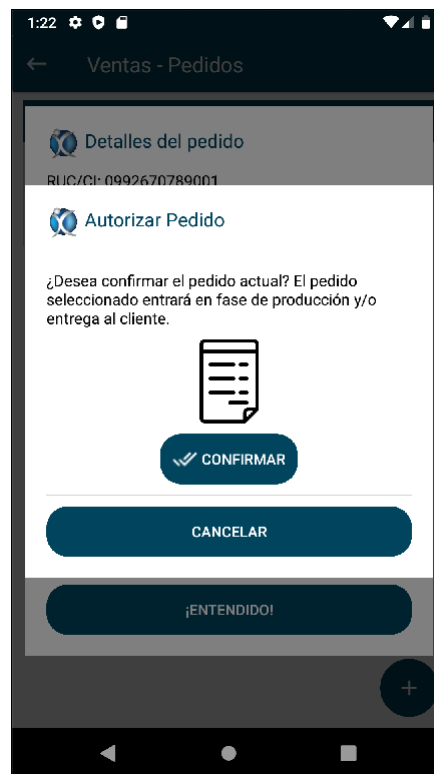 1:22
Ventas - Pedidos
Detalles del pedido
RUC/CI: 0992670789001
Autorizar Pedido
¿Desea confirmar el pedido actual? El pedido
seleccionado entrará en fase de producción y/o
entrega al cliente.
CONFIRMAR
CANCELAR
¡ENTENDIDO!